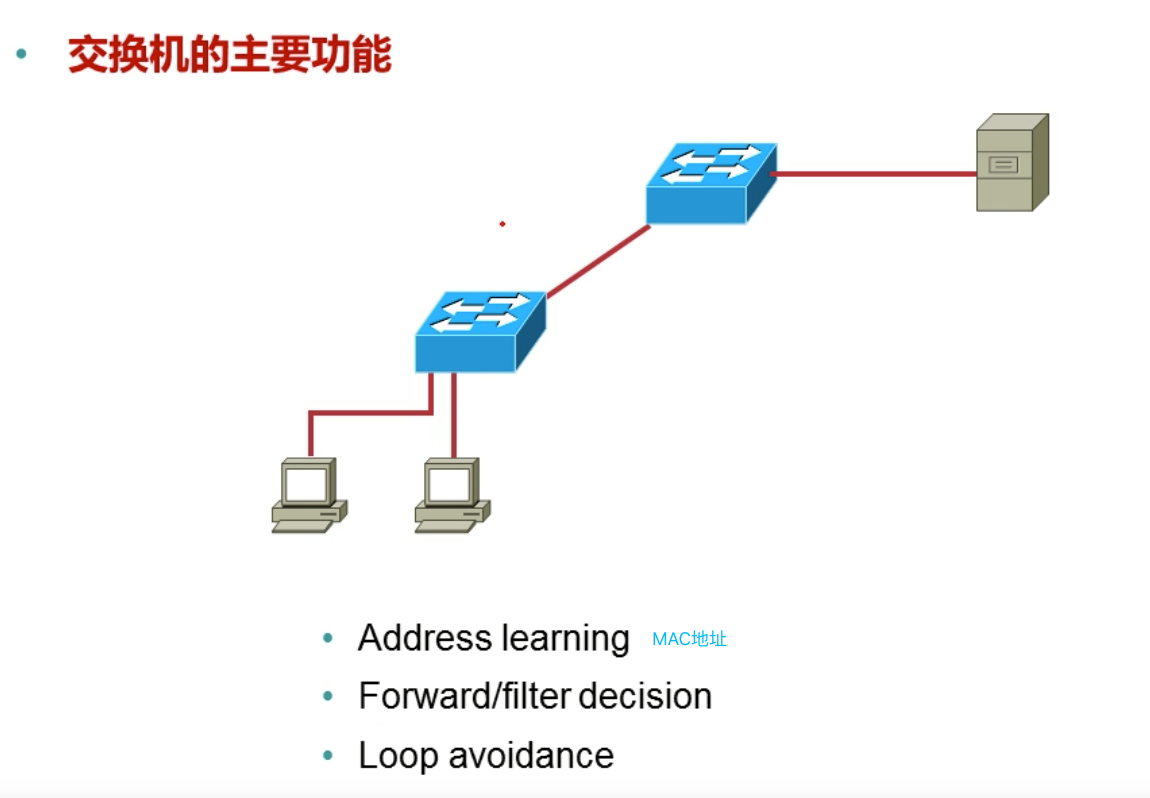 交换机的主要功能
Address learning MAC地址
Forward/filter decision
Loop avoidance